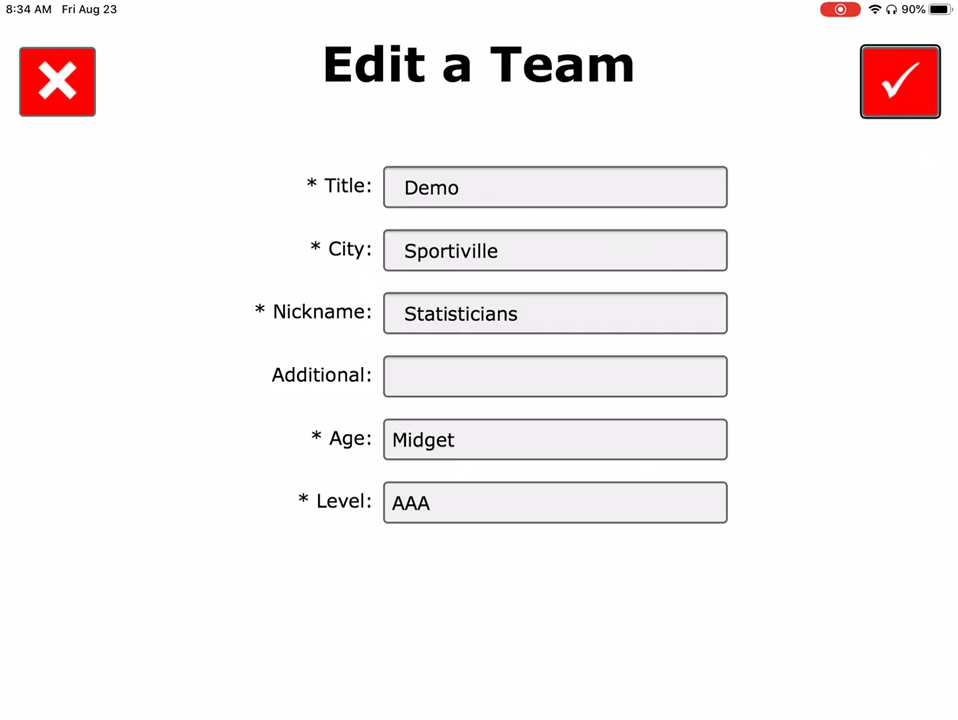 8:34 AM Fri Aug 23
90%
Edit a Team
* Title: Demo
* City: Sportiville
* Nickname: Statisticians
Additional:
* Age: Midget
* Level: AAA